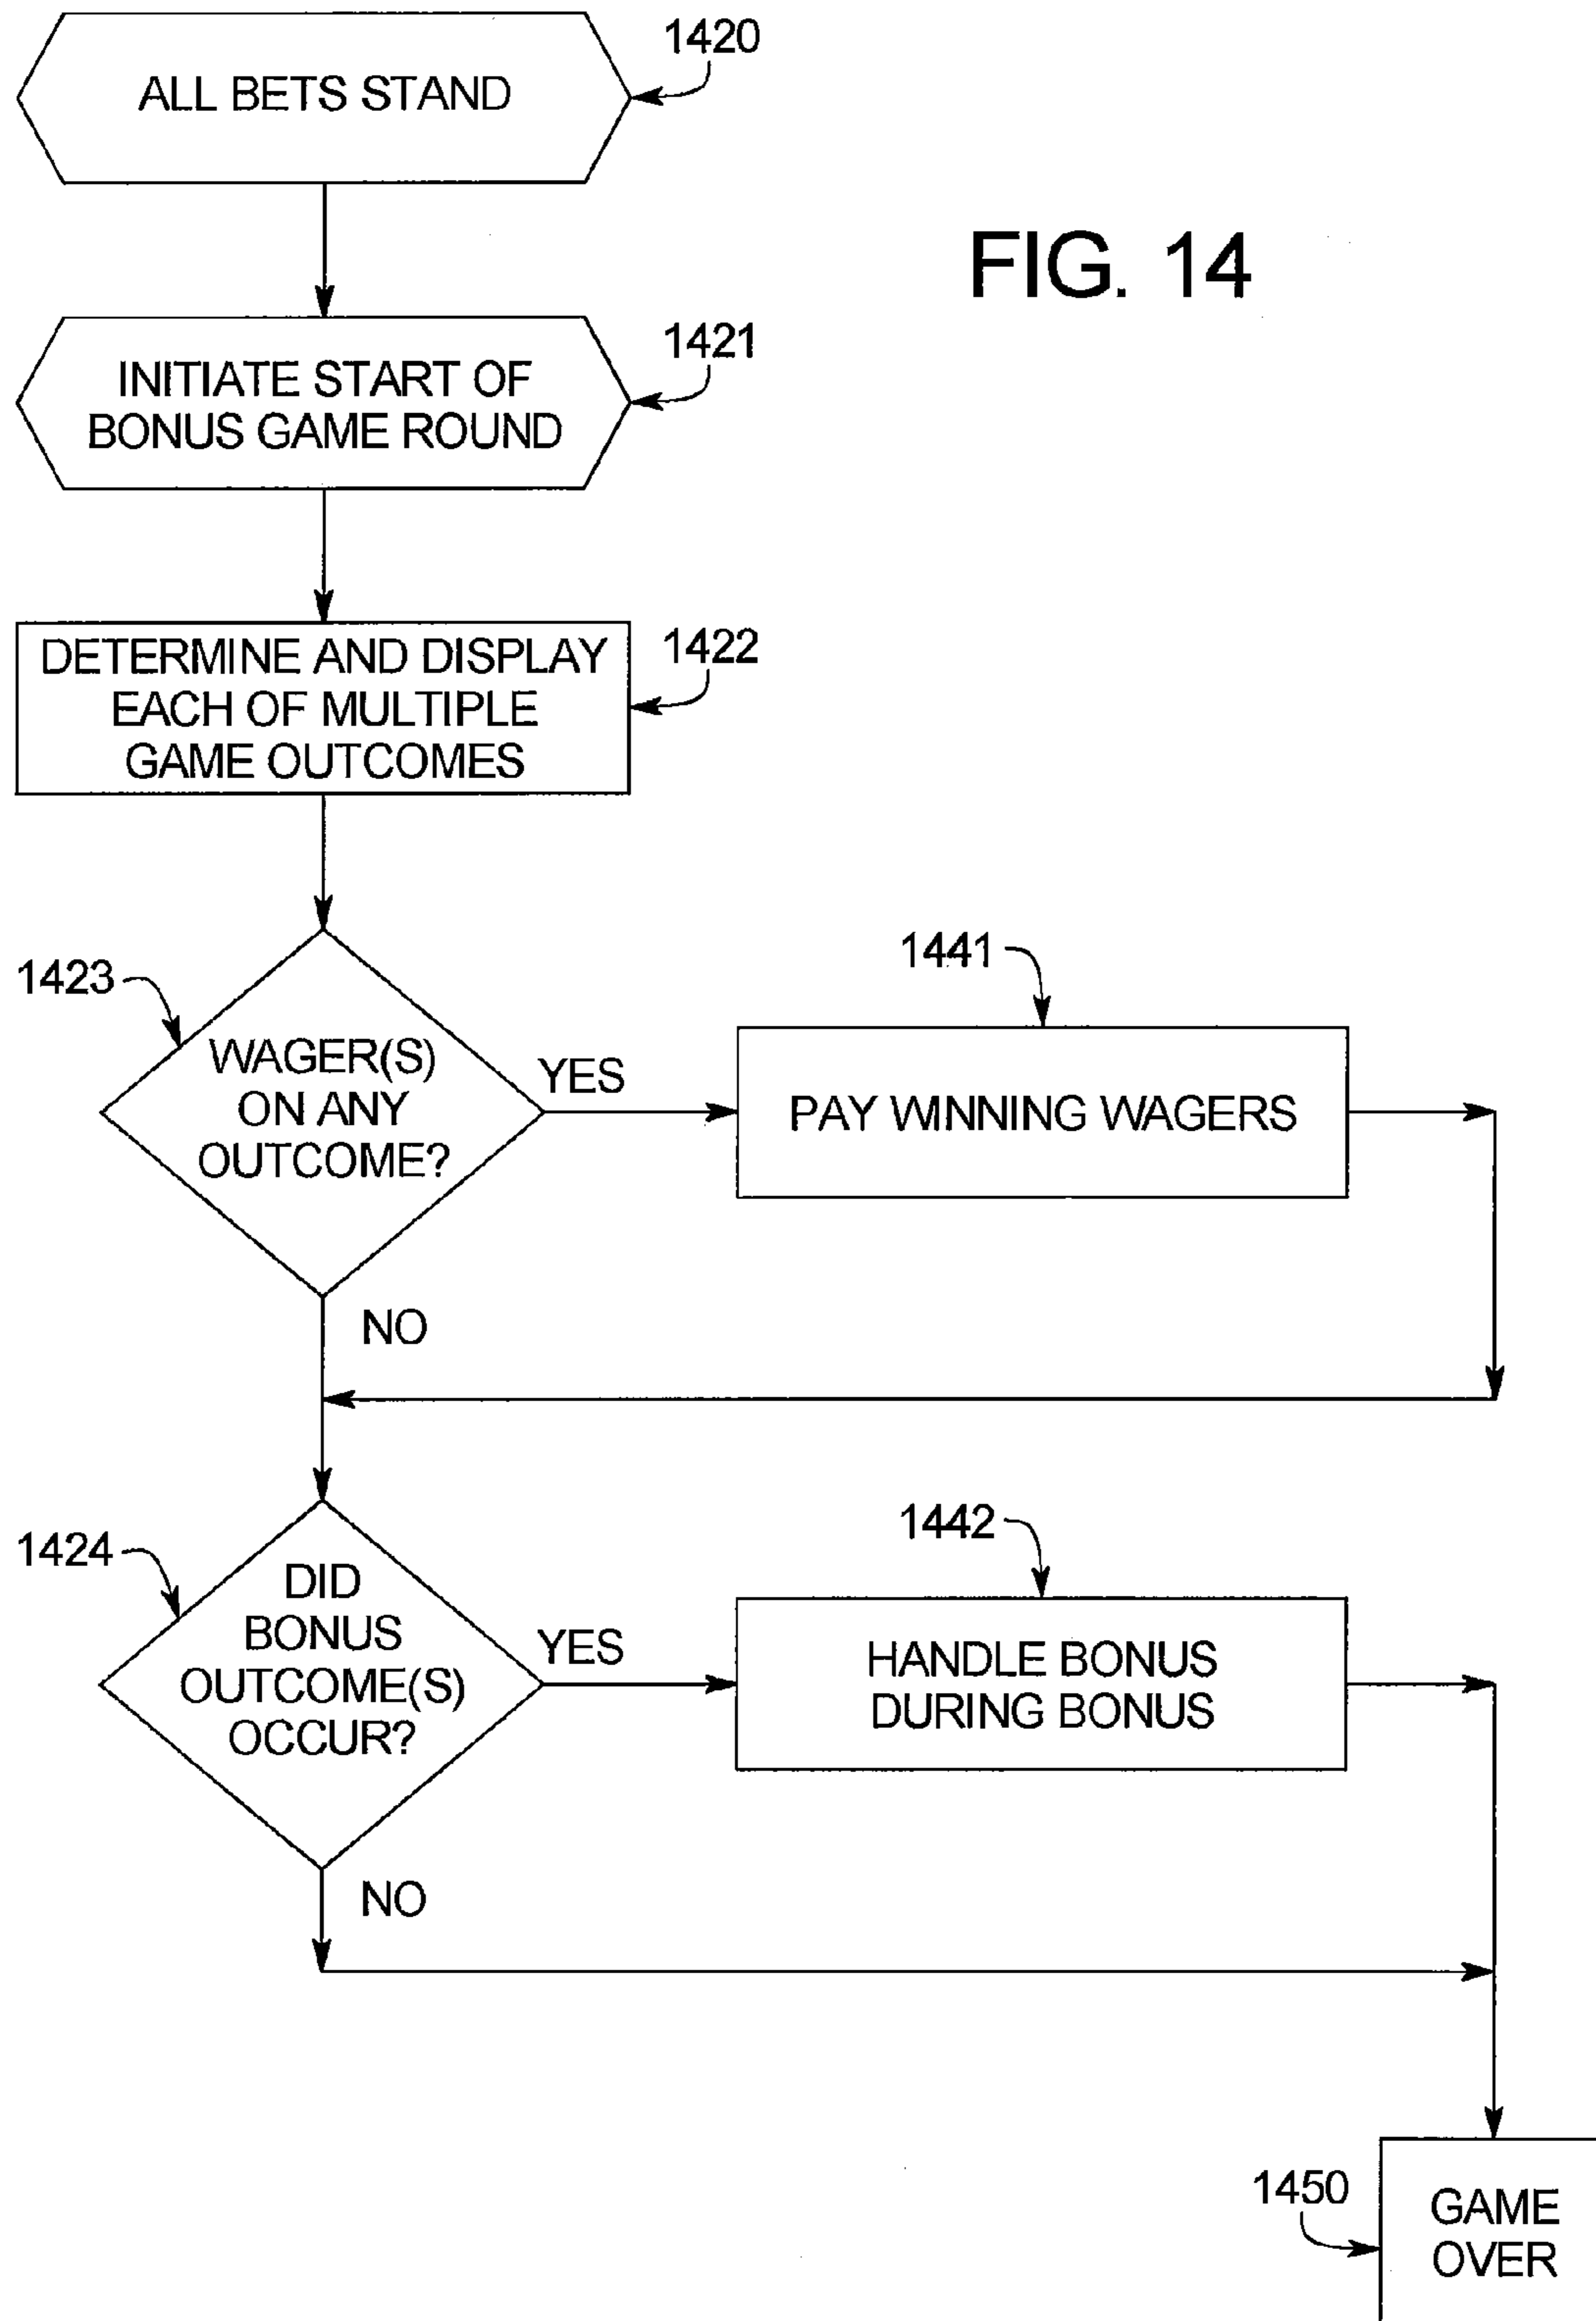 1420
ALL BETS STAND
FIG. 14
1421
INITIATE START OF
BONUS GAME ROUND
1422
DETERMINE AND DISPLAY
EACH OF MULTIPLE
GAME OUTCOMES
1423
WAGER(S)
ON ANY
OUTCOME?
YES
1441
PAY WINNING WAGERS
NO
1424
DID
BONUS
OUTCOME(S)
OCCUR?
YES
1442
HANDLE BONUS
DURING BONUS
NO
1450
GAME
OVER